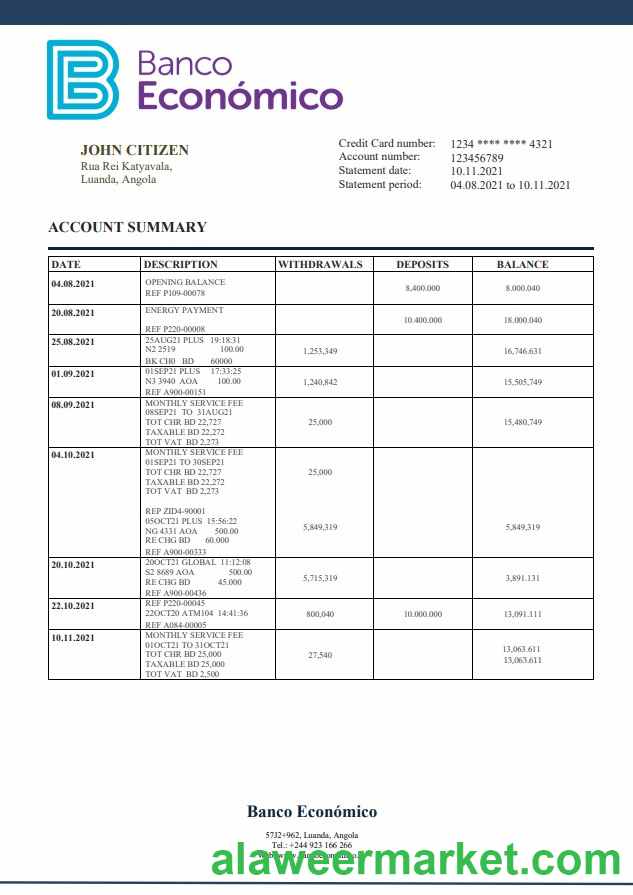 Banco
Económico
JOHN CITIZEN
Rua Rei Katyavala,
Luanda, Angola
Credit Card number: 1234 **** **** 4321
Account number: 123456789
Statement date: 10.11.2021
Statement period: 04.08.2021 to 10.11.2021
ACCOUNT SUMMARY
DATE DESCRIPTION WITHDRAWALS DEPOSITS BALANCE
04.08.2021 OPENING BALANCE
REF P109-00078
8,400.000 8.000.040
20.08.2021 ENERGY PAYMENT
REF P220-00008
10.400.000 18.000.040
25.08.2021 25AUG21 PLUS 19:18:31
N2 2519 100.00
BK CH0 BD 60000
1,253,349 16,746.631
01.09.2021 01SEP21 PLUS 17:33:25
N3 3940 AOA 100.00
REF A900-00151
1,240,842 15,505,749
08.09.2021 MONTHLY SERVICE FEE
08SEP21 TO 31AUG21
TOT CHR BD 22,727
TAXABLE BD 22,272
TOT VAT BD 2,273
25,000 15,480,749
04.10.2021 MONTHLY SERVICE FEE
01SEP21 TO 30SEP21
TOT CHR BD 22,727
TAXABLE BD 22,272
TOT VAT BD 2,273
25,000
REP ZID4-90001
05OCT21 PLUS 15:56:22
NG 4331 AOA 500.00
RE CHG BD 60.000
REF A900-00333
5,849,319 5,849,319
20.10.2021 20OCT21 GLOBAL 11:12:08
S2 8689 AOA 500.00
RE CHG BD 45.000
REF A900-00436
5,715,319 3,891.131
22.10.2021 REF P220-00045
22OCT20 ATM104 14:41:36
REF A084-00005
800,040 10.000.000 13,091.111
10.11.2021 MONTHLY SERVICE FEE
01OCT21 TO 31OCT21
TOT CHR BD 25,000
TAXABLE BD 25,000
TOT VAT BD 2,500
27,540 13,063.611
13,063.611
Banco Económico
57J2+962, Luanda, Angola
Tel.: +244 923 166 266
alaweermarket.com